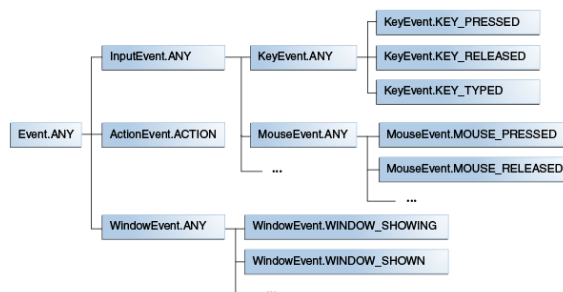 KeyEvent.KEY_PRESSED
InputEvent.ANY
KeyEvent.ANY
KeyEvent.KEY_RELEASED
KeyEvent.KEY_TYPED
Event.ANY
ActionEvent.ACTION
MouseEvent.ANY
MouseEvent.MOUSE_PRESSED
...
MouseEvent.MOUSE_RELEASED
...
WindowEvent.ANY
WindowEvent.WINDOW_SHOWING
WindowEvent.WINDOW_SHOWN
...